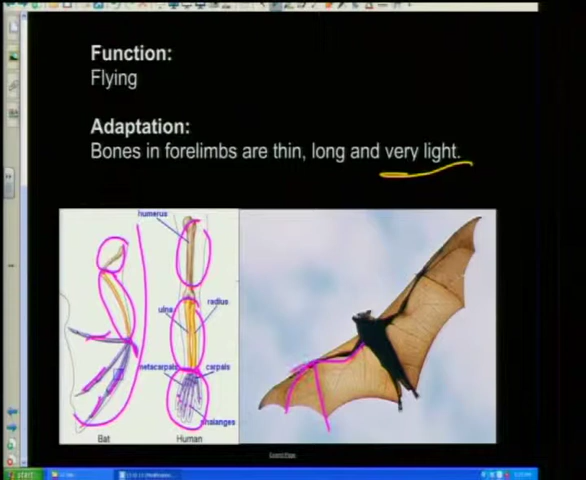 Function:
Flying
Adaptation:
Bones in forelimbs are thin, long and very light.
humerus
ulna
radius
metacarpals
carpals
phalanges
Bat
Human
start